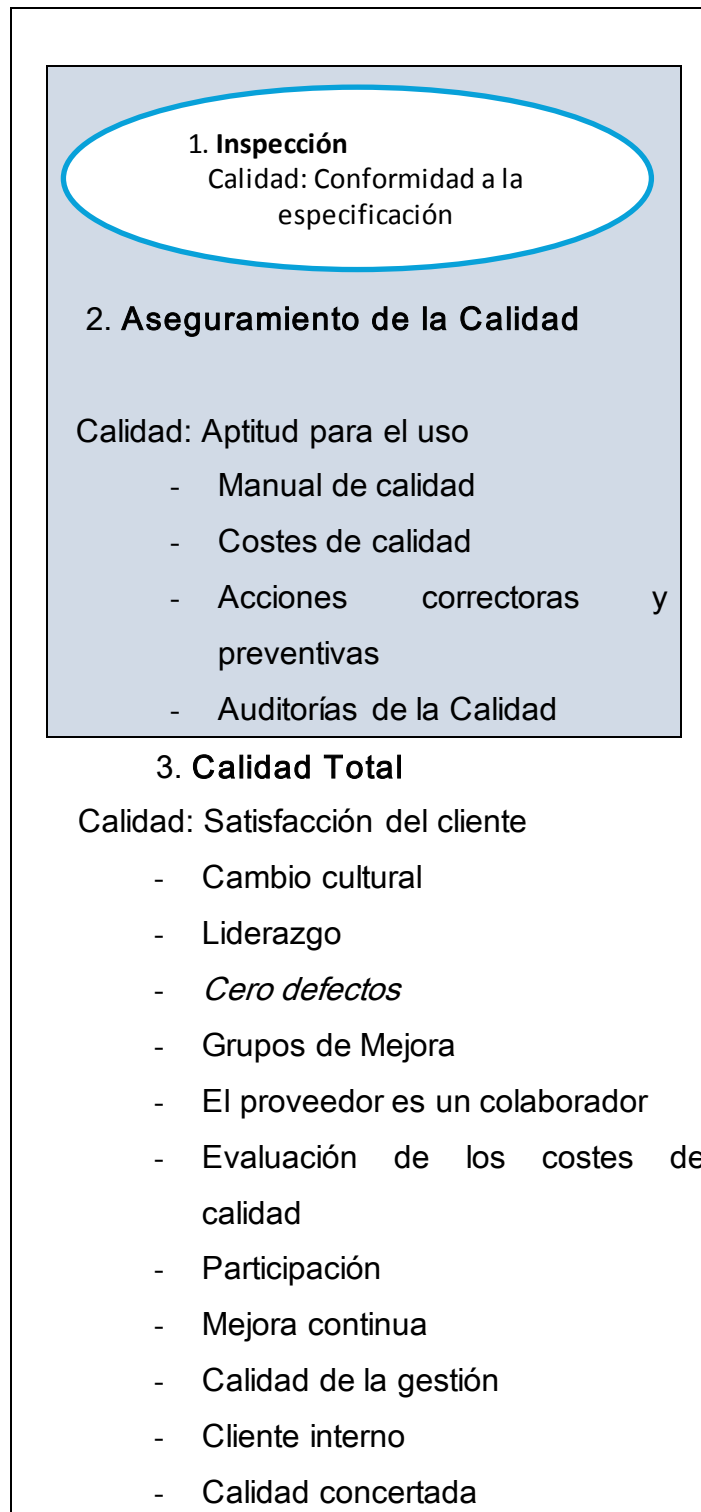 1. Inspección
Calidad: Conformidad a la
especificación
2. Aseguramiento de la Calidad
Calidad: Aptitud para el uso
- Manual de calidad
- Costes de calidad
- Acciones correctoras y
preventivas
- Auditorías de la Calidad
3. Calidad Total
Calidad: Satisfacción del cliente
- Cambio cultural
- Liderazgo
- Cero defectos
- Grupos de Mejora
- El proveedor es un colaborador
- Evaluación de los costes de
calidad
- Participación
- Mejora continua
- Calidad de la gestión
- Cliente interno
- Calidad concertada